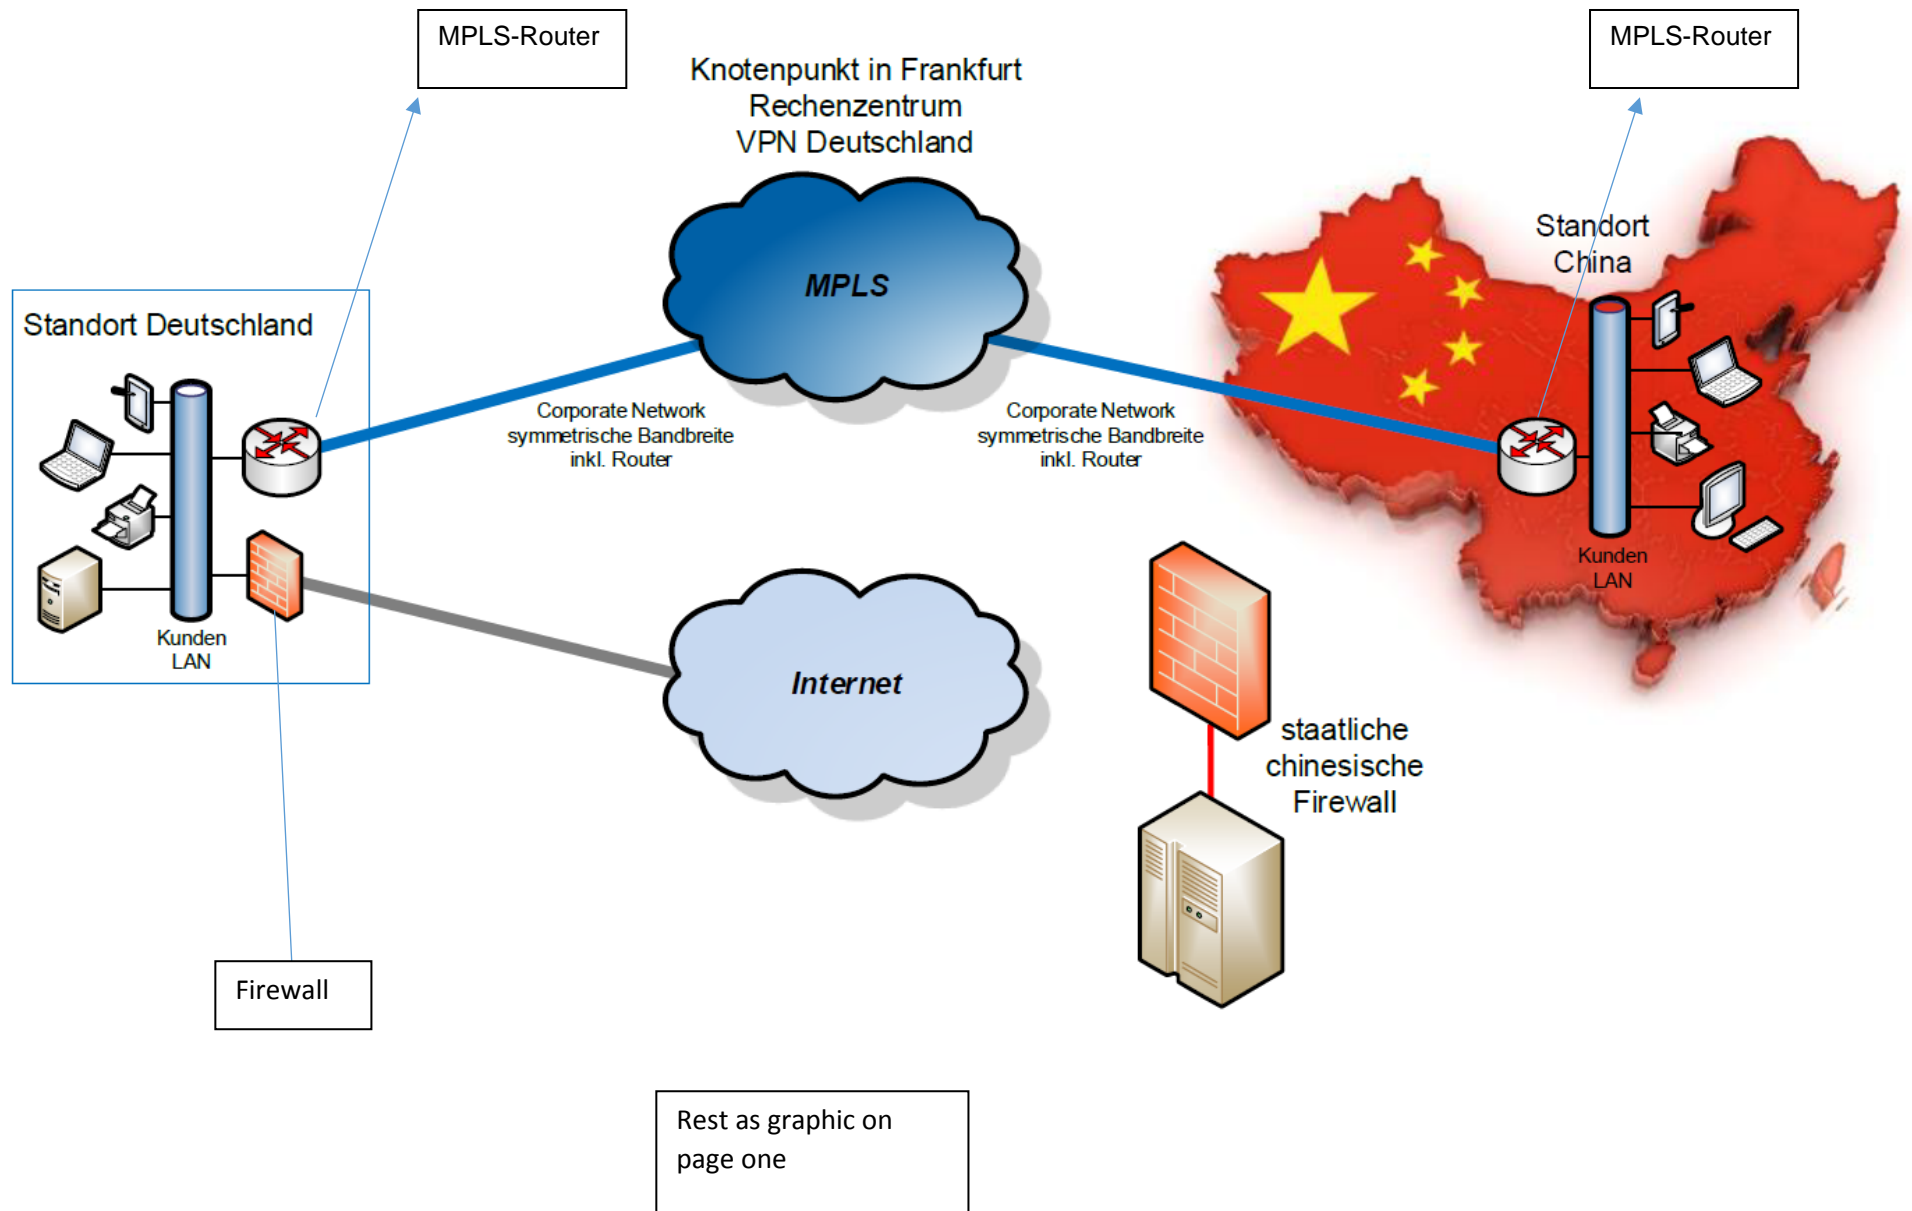 MPLS-Router
MPLS-Router
Knotenpunkt in Frankfurt
Rechenzentrum
VPN Deutschland
MPLS
Standort
China
Standort Deutschland
Corporate Network
symmetrische Bandbreite
inkl. Router
Corporate Network
symmetrische Bandbreite
inkl. Router
Kunden
LAN
Kunden
LAN
Internet
staatliche
chinesische
Firewall
Firewall
Rest as graphic on
page one